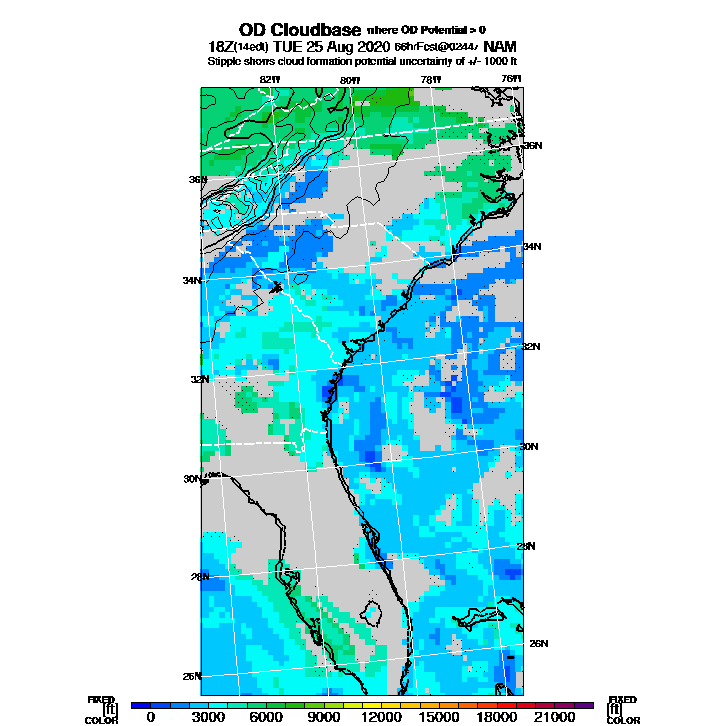 OD Cloudbase where OD Potential > 0
18Z(14edt) TUE 25 Aug 2020 66hrFcst@0244z NAM
Stipple shows cloud formation potential uncertainty of +/- 1000 ft
82W 80W 78W 76W
36N
36N
34N
34N
32N
32N
30N
30N
28N
28N
26N
26N
FIXED FIXED
[ft] [ft]
COLOR COLOR
0 3000 6000 9000 12000 15000 18000 21000